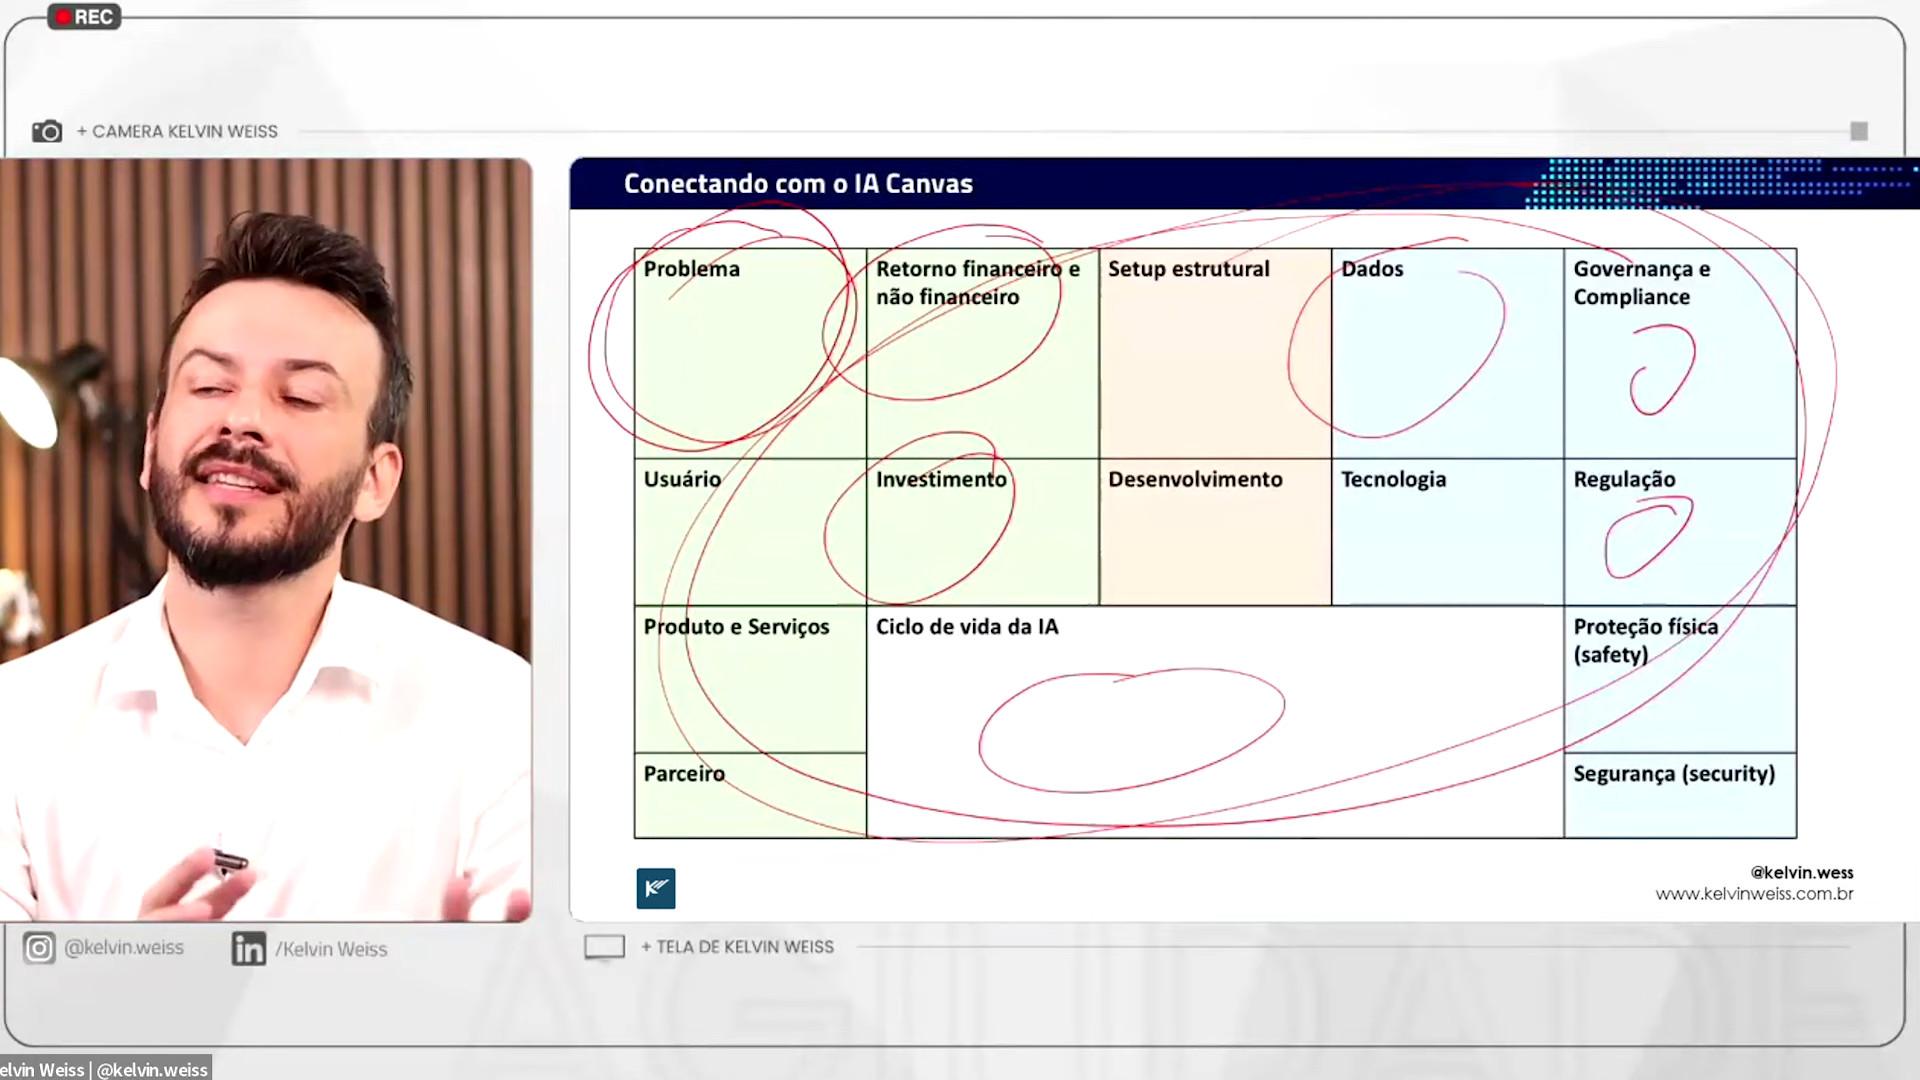 REC
+ CAMERA KELVIN WEISS
Conectando com o IA Canvas
Problema
Retorno financeiro e
não financeiro
Setup estrutural
Dados
Governança e
Compliance
Usuário
Investimento
Desenvolvimento
Tecnologia
Regulação
Produto e Serviços
Ciclo de vida da IA
Proteção física
(safety)
Parceiro
Segurança (security)
@kelvin.wess
www.kelvinweiss.com.br
@kelvin.weiss
/Kelvin Weiss
+ TELA DE KELVIN WEISS
elvin Weiss | @kelvin.weiss